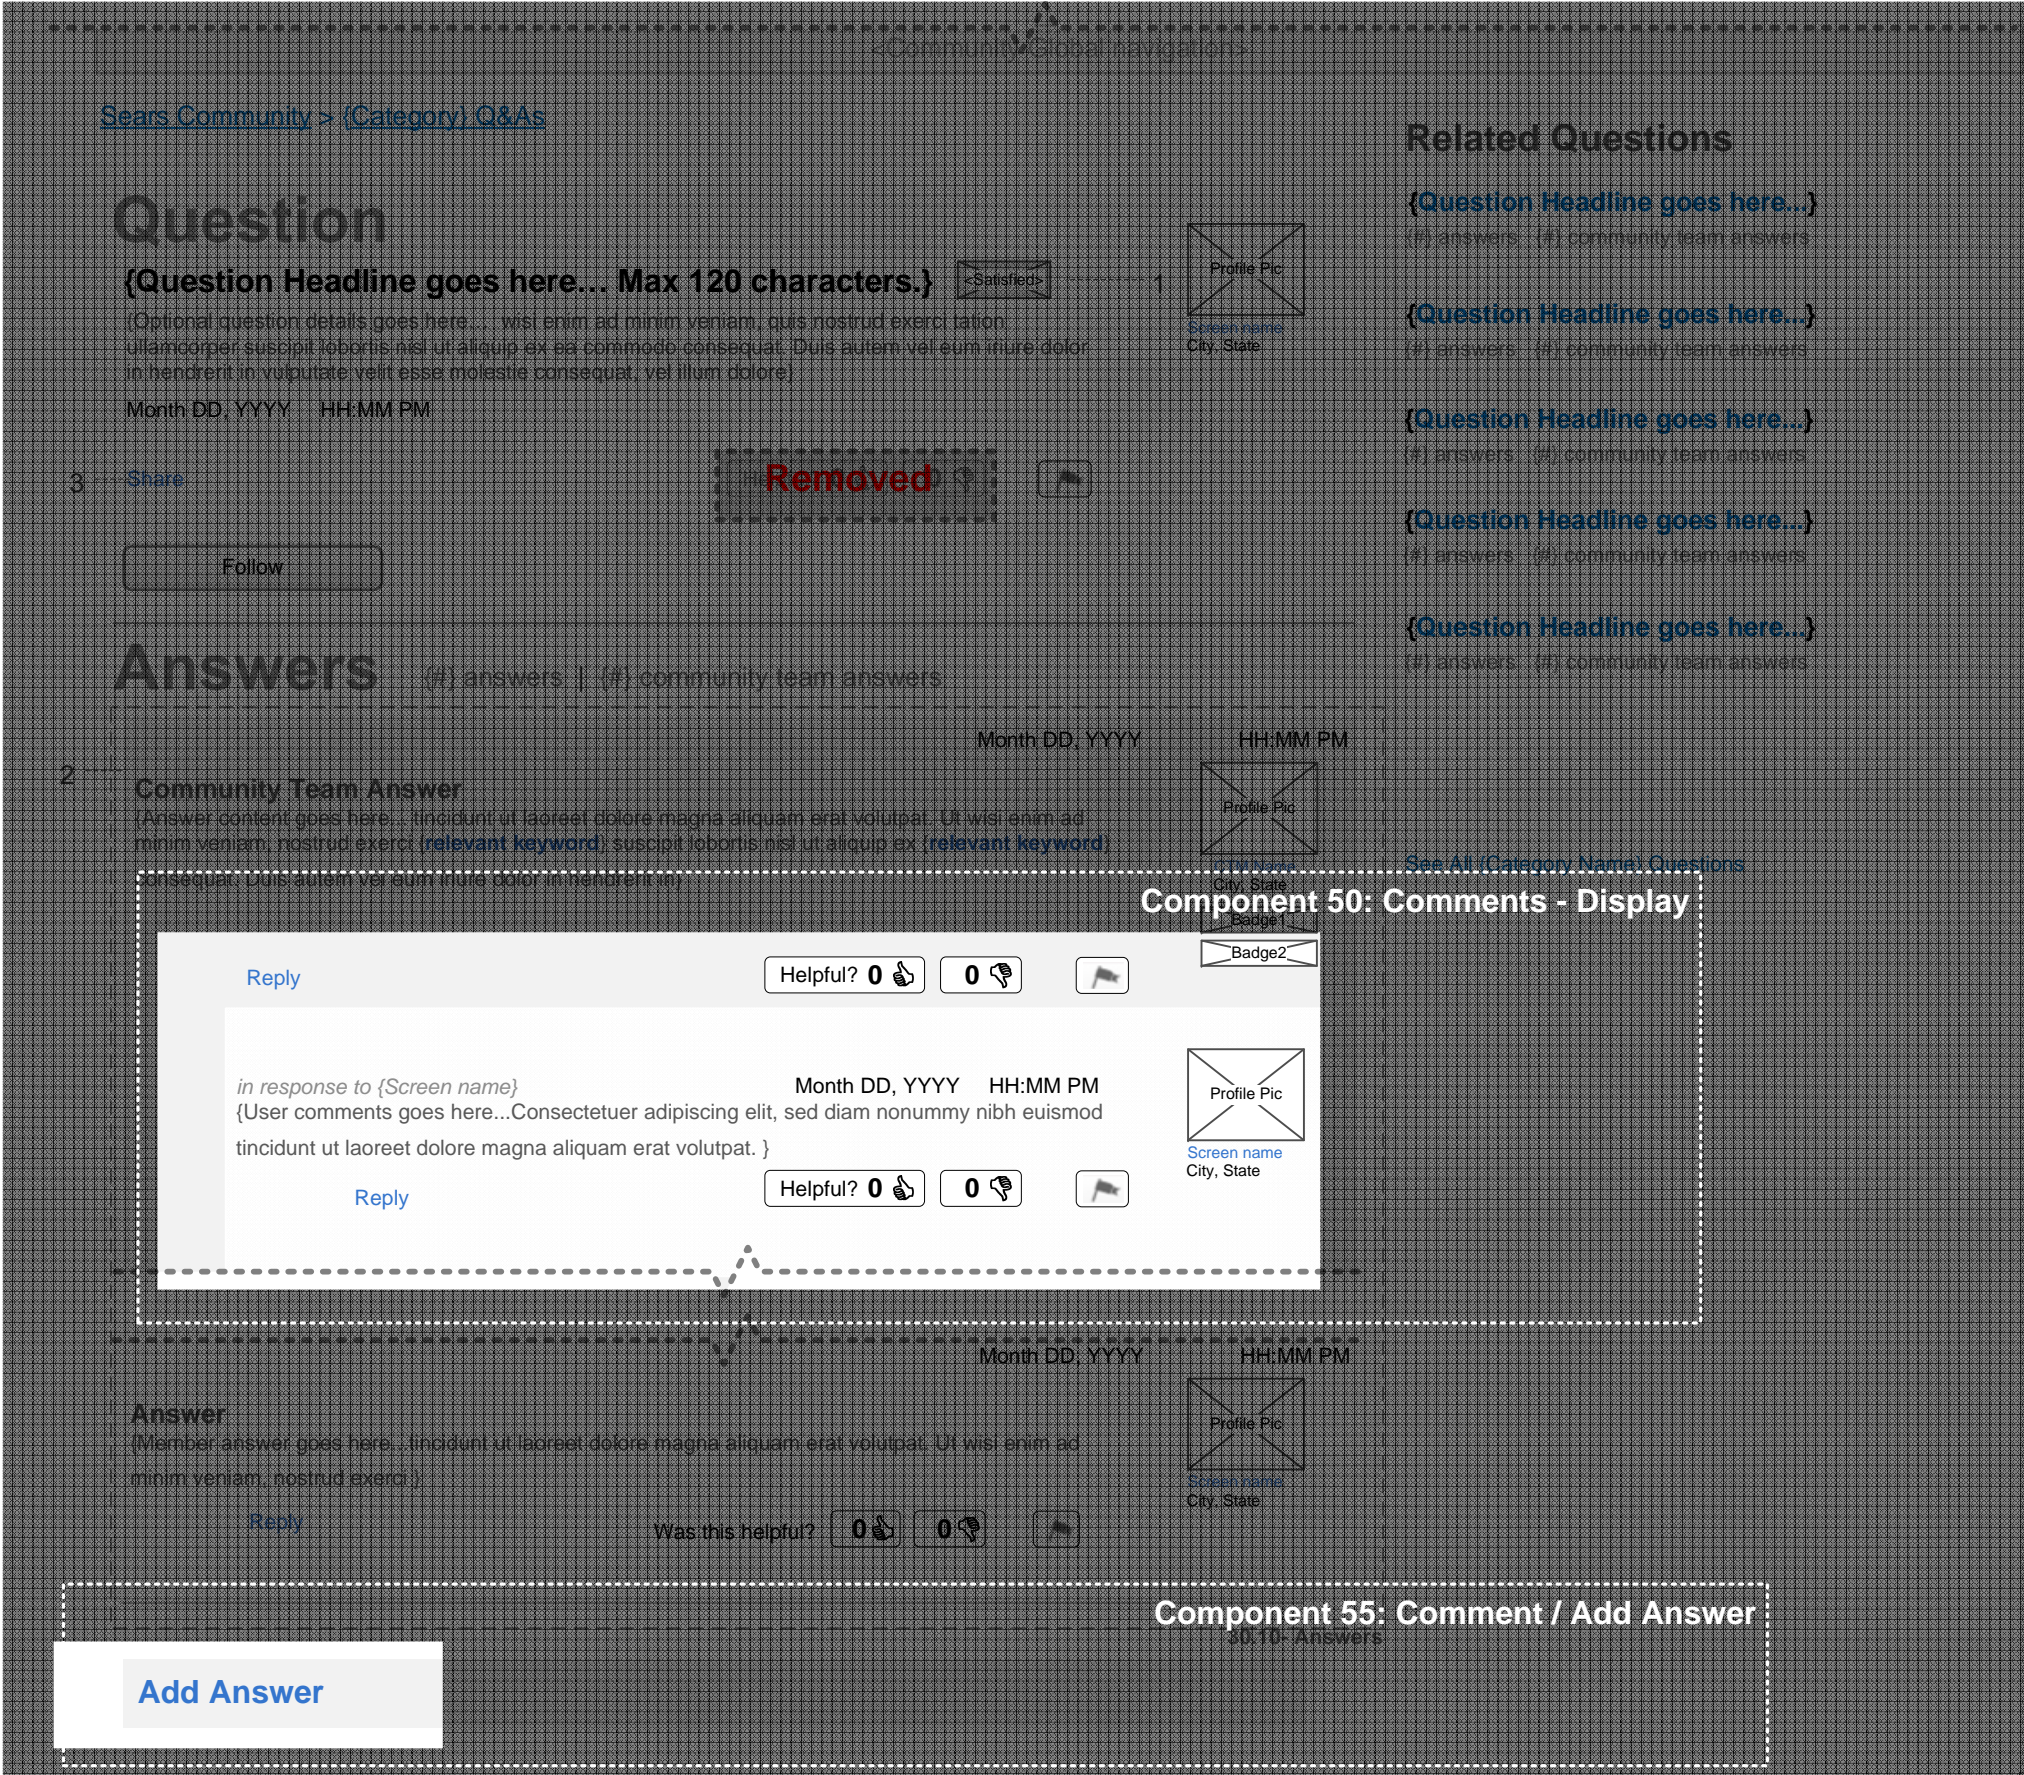 <Community Global navigation>
Sears Community > {Category} Q&As
Question
{Question Headline goes here... Max 120 characters.}
<Satisfied>
1
Profile Pic
Screen name
City, State
{Optional question details goes here... wisi enim ad minim veniam, quis nostrud exerci tation
ullamcorper suscipit lobortis nisl ut aliquip ex ea commodo consequat. Duis autem vel eum iriure dolor
in hendrerit in vulputate velit esse molestie consequat, vel illum dolore}
Month DD, YYYY HH:MM PM
3
Share
Removed
Follow
Related Questions
{Question Headline goes here...}
{#} answers {#} community team answers
{Question Headline goes here...}
{#} answers {#} community team answers
{Question Headline goes here...}
{#} answers {#} community team answers
{Question Headline goes here...}
{#} answers {#} community team answers
{Question Headline goes here...}
{#} answers {#} community team answers
See All {Category Name} Questions
Answers {#} answers | {#} community team answers
Month DD, YYYY HH:MM PM
2
Community Team Answer
{Answer content goes here... tincidunt ut laoreet dolore magna aliquam erat volutpat. Ut wisi enim ad
minim veniam, nostrud exerci {relevant keyword} suscipit lobortis nisl ut aliquip ex {relevant keyword}
consequat. Duis autem vel eum iriure dolor in hendrerit in}
Profile Pic
CTM Name
City, State
Badge1
Badge2
Component 50: Comments - Display
Reply
Helpful? 0 0
in response to {Screen name} Month DD, YYYY HH:MM PM
{User comments goes here...Consectetuer adipiscing elit, sed diam nonummy nibh euismod
tincidunt ut laoreet dolore magna aliquam erat volutpat. }
Profile Pic
Screen name
City, State
Reply
Helpful? 0 0
Month DD, YYYY HH:MM PM
Answer
{Member answer goes here...tincidunt ut laoreet dolore magna aliquam erat volutpat. Ut wisi enim ad
minim veniam, nostrud exerci }
Profile Pic
Screen name
City, State
Reply
Was this helpful? 0 0
Component 55: Comment / Add Answer
30.10- Answers
Add Answer